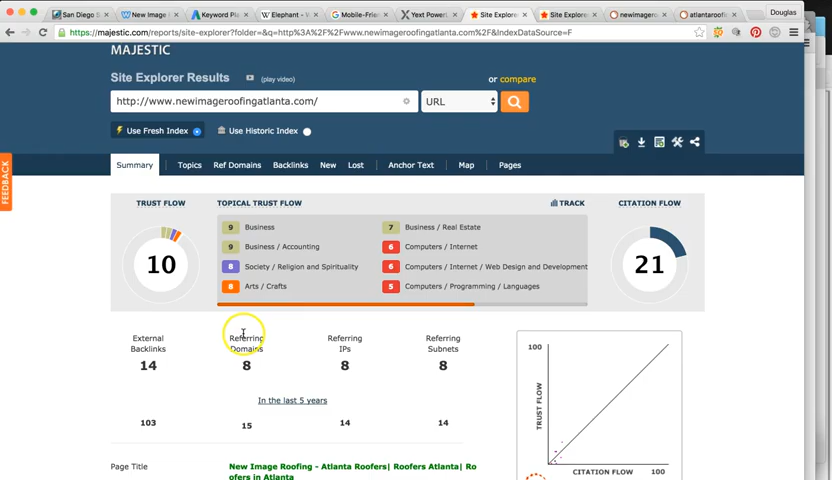 San Diego S
New Image
Keyword Pla
Elephant - W
Mobile-Frien
Yext Power
Site Explorer
Site Explorer
newimagero
atlantaroofin
Douglas
https://majestic.com/reports/site-explorer?folder=&q=http%3A%2F%2Fwww.newimageroofingatlanta.com%2F&IndexDataSource=F
MAJESTIC
Site Explorer Results (play video) or compare
http://www.newimageroofingatlanta.com/ URL
Use Fresh Index Use Historic Index
FEEDBACK
Summary Topics Ref Domains Backlinks New Lost Anchor Text Map Pages
TRUST FLOW TOPICAL TRUST FLOW TRACK CITATION FLOW
9 Business 7 Business / Real Estate
9 Business / Accounting 6 Computers / Internet
10 21
8 Society / Religion and Spirituality 6 Computers / Internet / Web Design and Development
8 Arts / Crafts 5 Computers / Programming / Languages
External Backlinks Referring Domains Referring IPs Referring Subnets
14 8 8 8
In the last 5 years
103 15 14 14
100
TRUST FLOW
CITATION FLOW 100
Page Title New Image Roofing - Atlanta Roofers| Roofers Atlanta| Ro
ofers in Atlanta